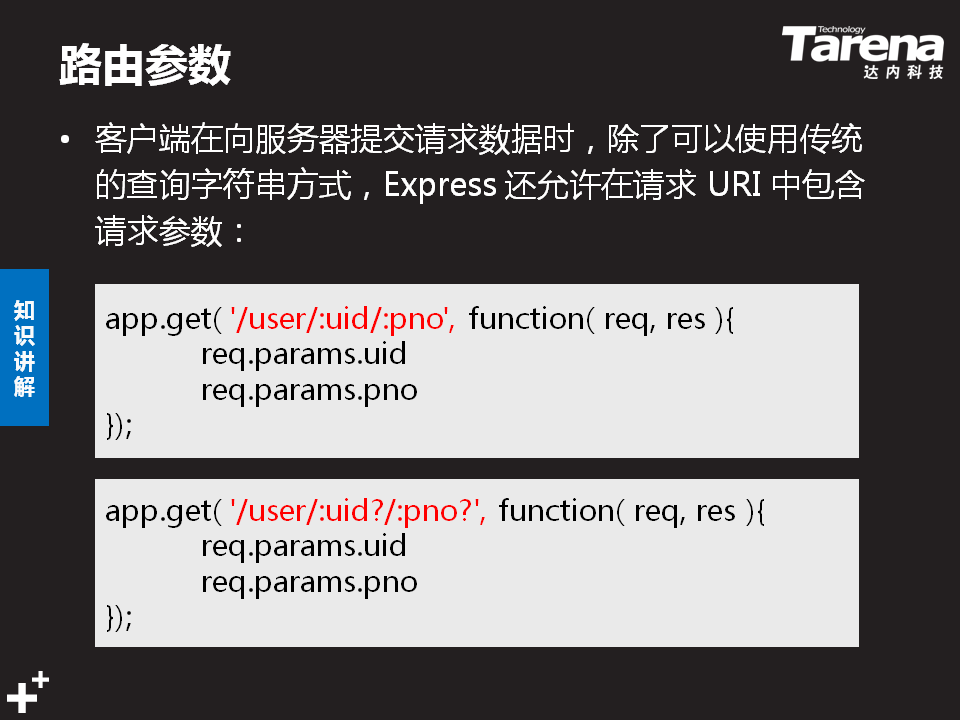 Technology
Tarena
达内科技
路由参数
• 客户端在向服务器提交请求数据时，除了可以使用传统
的查询字符串方式，Express 还允许在请求 URI 中包含
请求参数：
知识讲解
app.get( '/user/:uid/:pno', function( req, res ){
req.params.uid
req.params.pno
});
app.get( '/user/:uid?/:pno?', function( req, res ){
req.params.uid
req.params.pno
});